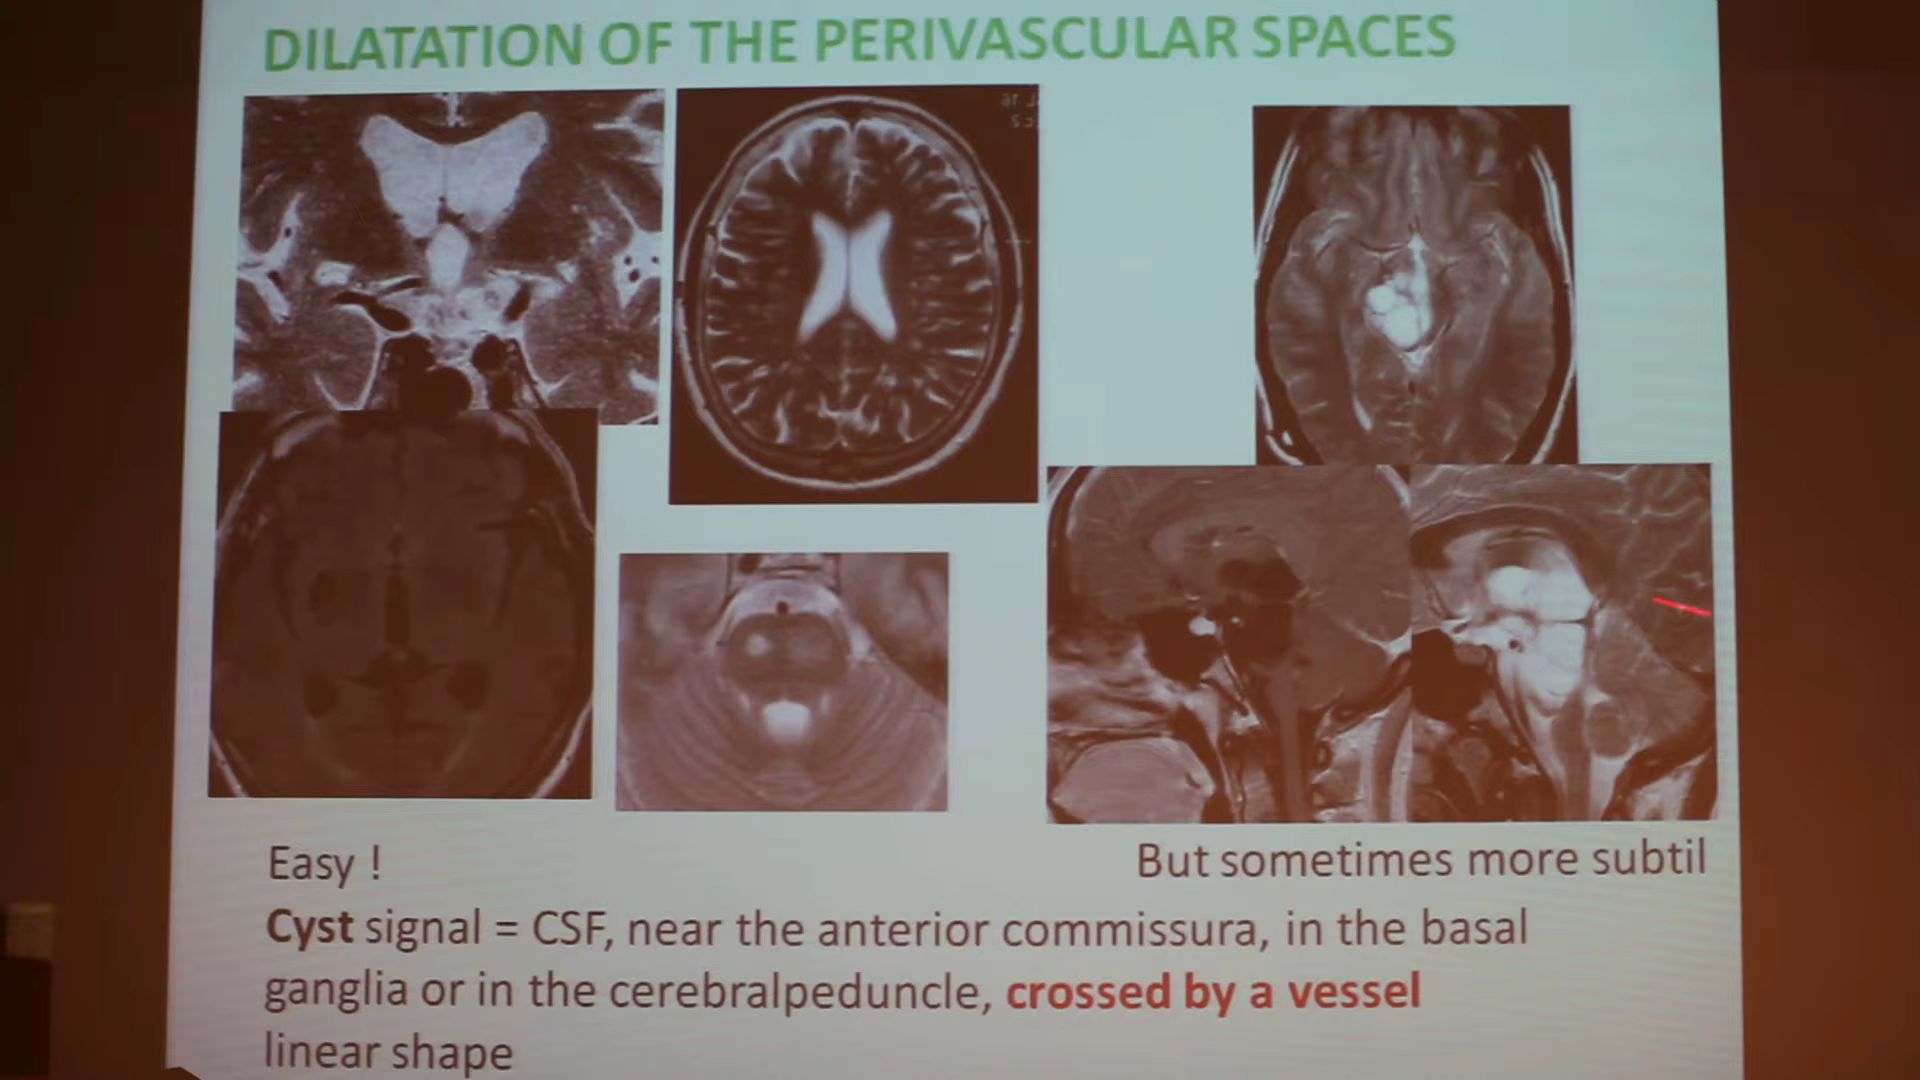 DILATATION OF THE PERIVASCULAR SPACES
Easy !
But sometimes more subtil
Cyst signal = CSF, near the anterior commissura, in the basal
ganglia or in the cerebralpeduncle, crossed by a vessel
linear shape